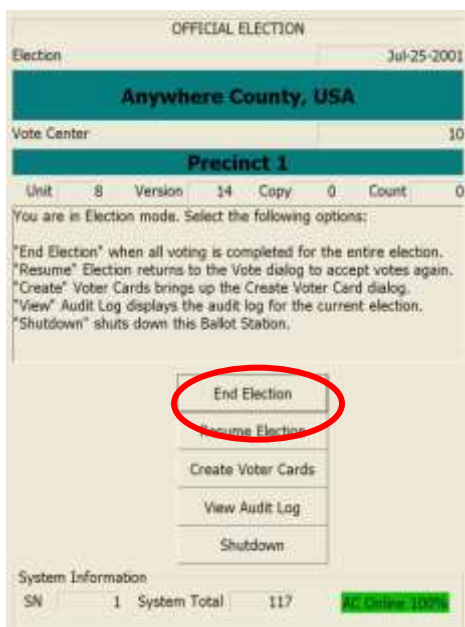 OFFICIAL ELECTION
Election Jul-25-2001
Anywhere County, USA
Vote Center 10
Precinct 1
Unit 8 Version 14 Copy 0 Count 0
You are in Election mode. Select the following options:
"End Election" when all voting is completed for the entire election.
"Resume" Election returns to the Vote dialog to accept votes again.
"Create" Voter Cards brings up the Create Voter Card dialog.
"View" Audit Log displays the audit log for the current election.
"Shutdown" shuts down this Ballot Station.
End Election
Resume Election
Create Voter Cards
View Audit Log
Shutdown
System Information
SN 1 System Total 117 AC Online 100%